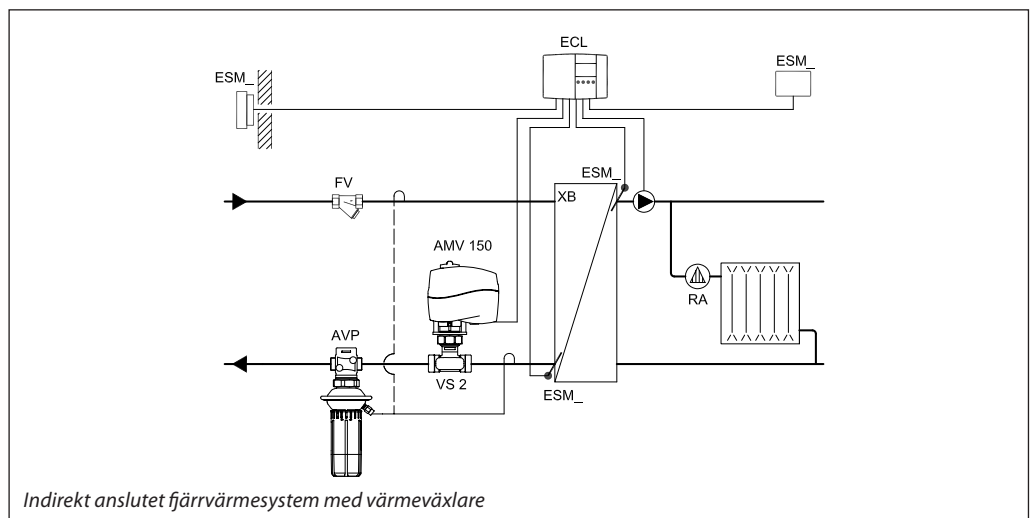 ECL
ESM_
ESM_
ESM_
FV
XB
AMV 150
RA
AVP
VS 2
ESM_
Indirekt anslutet fjärrvärmesystem med värmeväxlare